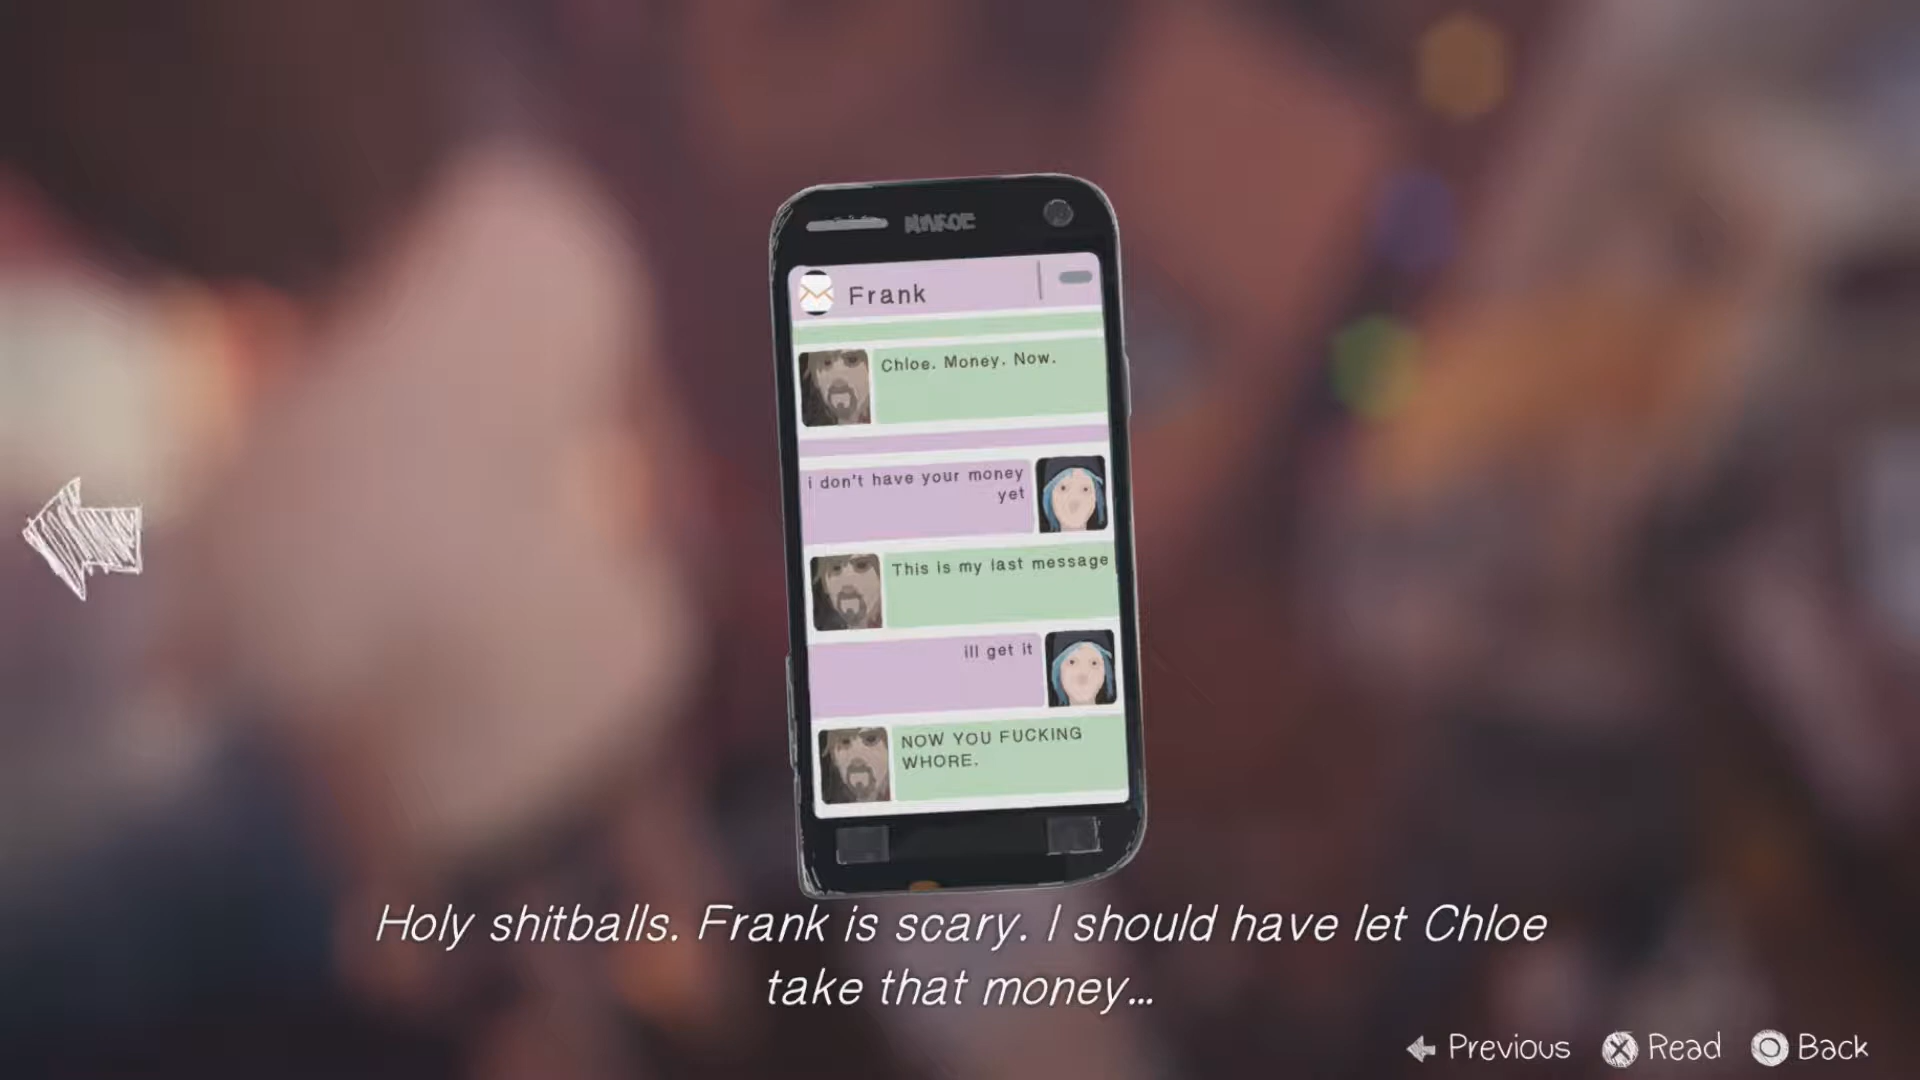 Frank
Chloe. Money. Now.
i don't have your money
yet
This is my last message
ill get it
NOW YOU FUCKING
WHORE.
Holy shitballs. Frank is scary. I should have let Chloe
take that money...
Previous
Read
Back